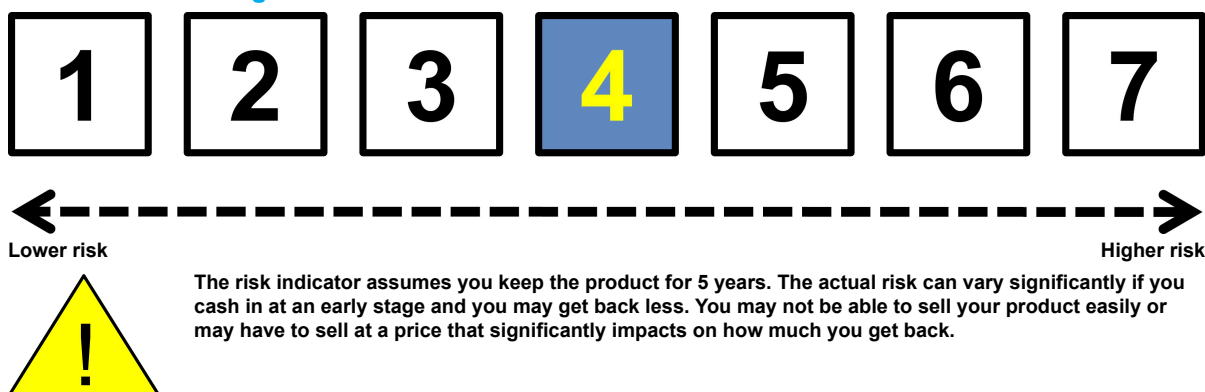 1 2 3 4 5 6 7
Lower risk Higher risk
The risk indicator assumes you keep the product for 5 years. The actual risk can vary significantly if you
cash in at an early stage and you may get back less. You may not be able to sell your product easily or
may have to sell at a price that significantly impacts on how much you get back.
!